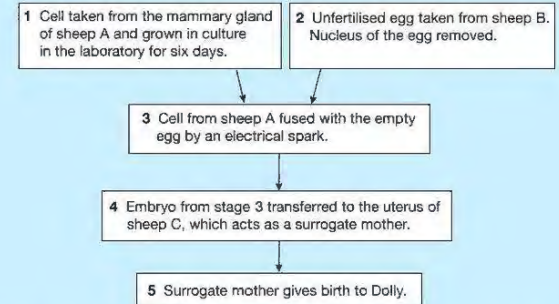 1 Cell taken from the mammary gland
of sheep A and grown in culture
in the laboratory for six days.
2 Unfertilised egg taken from sheep B.
Nucleus of the egg removed.
3 Cell from sheep A fused with the empty
egg by an electrical spark.
4 Embryo from stage 3 transferred to the uterus of
sheep C, which acts as a surrogate mother.
5 Surrogate mother gives birth to Dolly.